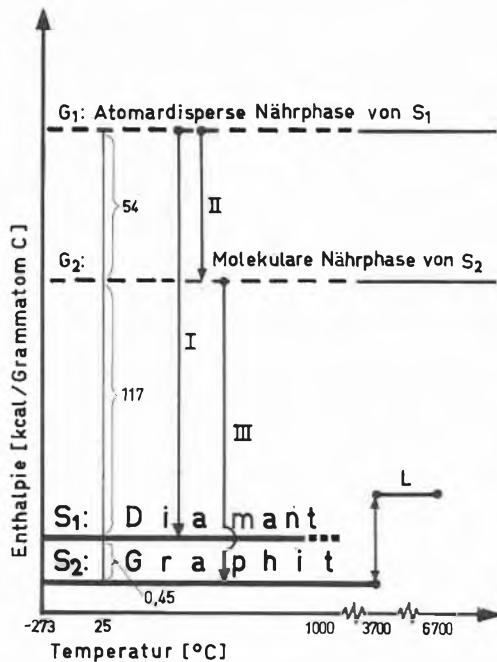 G₁: Atomardisperse Nährphase von S₁
54
II
G₂: Molekulare Nährphase von S₂
I
117
III
L
S₁: Diamant
S₂: Graphit
0,45
-273 25 1000 3700 6700
Temperatur [°C]
Enthalpie [kcal/Grammatom C]